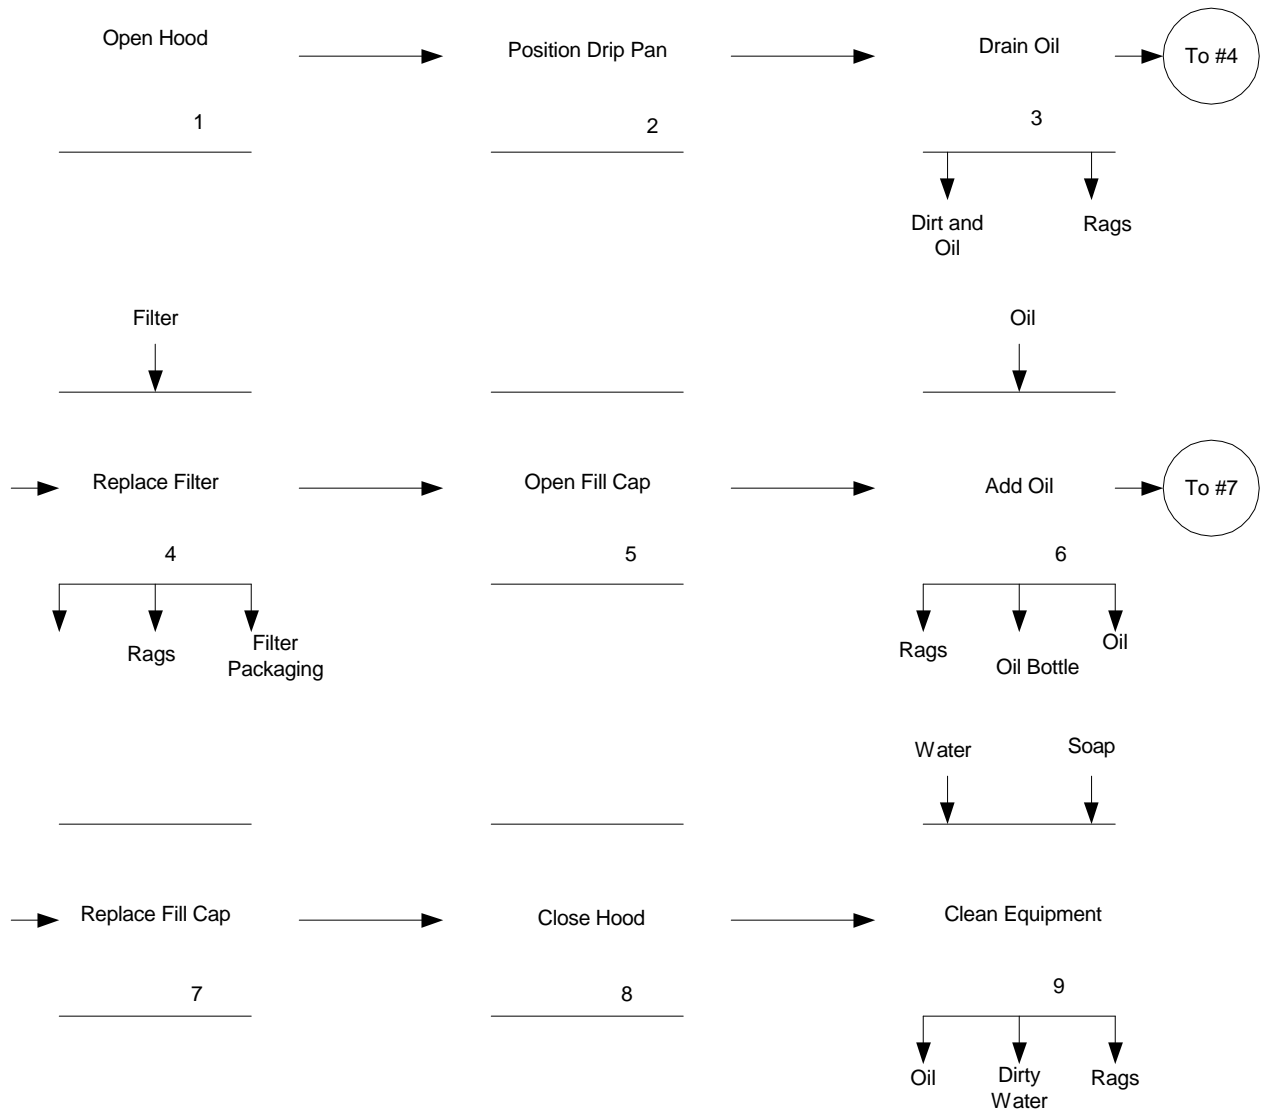 Open Hood
Position Drip Pan
Drain Oil
To #4
1
2
3
Dirt and
Oil
Rags
Filter
Oil
Replace Filter
Open Fill Cap
Add Oil
To #7
4
5
6
Rags
Filter
Packaging
Rags
Oil Bottle
Oil
Water
Soap
Replace Fill Cap
Close Hood
Clean Equipment
7
8
9
Oil
Dirty
Water
Rags